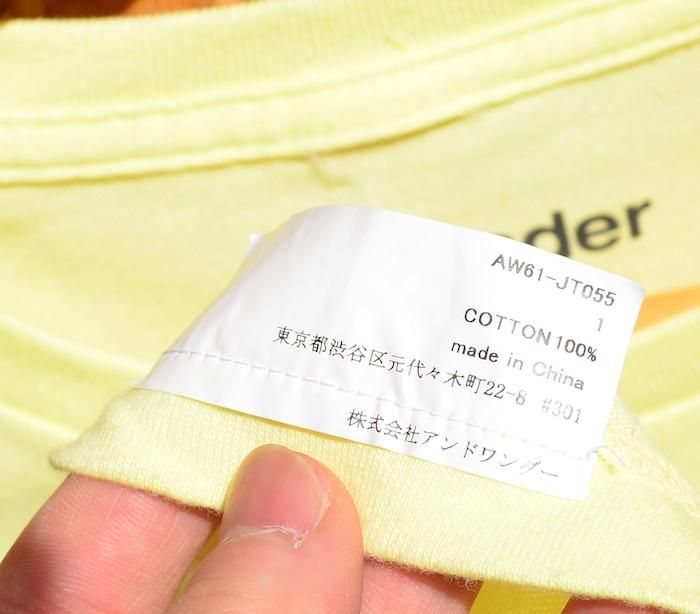 der
AW61-JT055
1
COTTON 100%
made in China
東京都渋谷区元代々木町22-8 #301
株式会社アンドワンダー